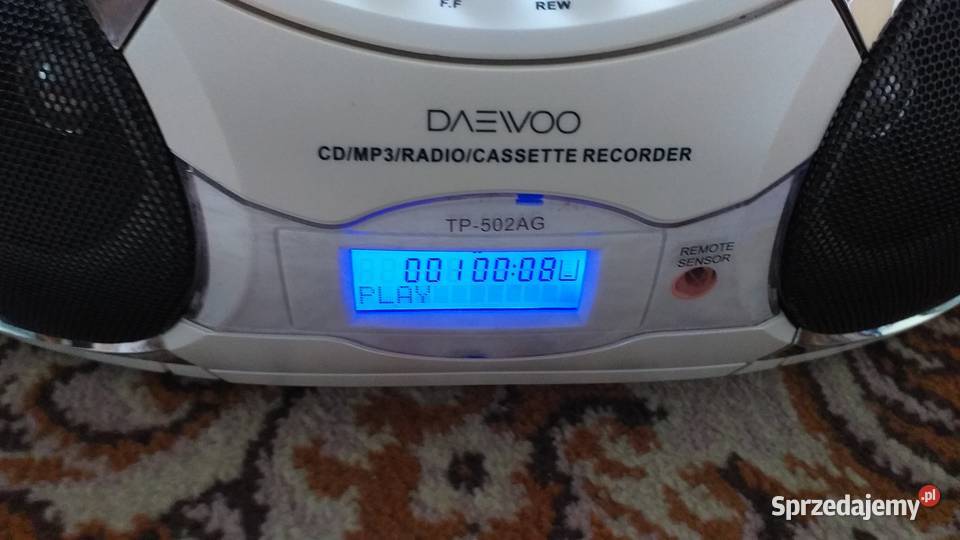 F.F REW
DAEWOO
CD/MP3/RADIO/CASSETTE RECORDER
TP-502AG
REMOTE
SENSOR
001 00:08
PLAY
Sprzedajemy.pl